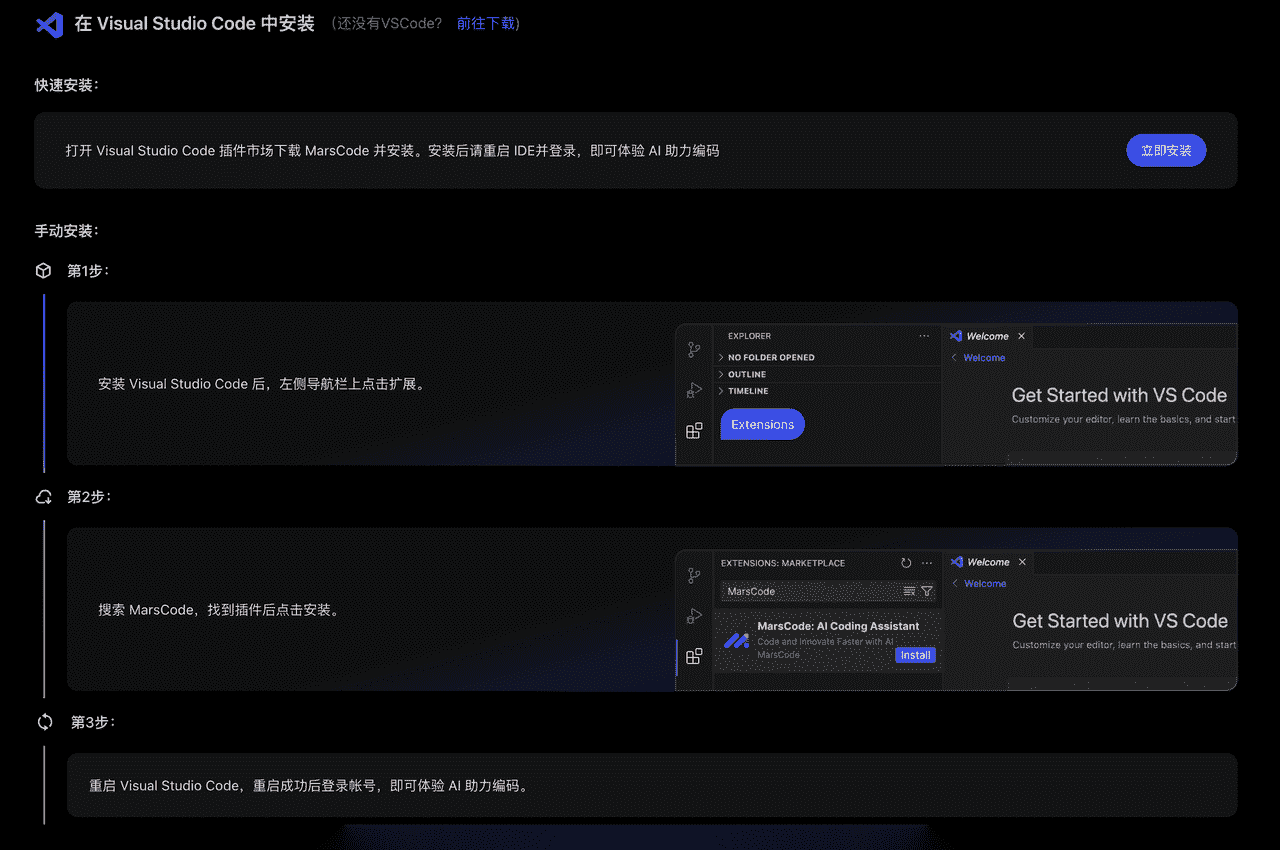 在 Visual Studio Code 中安装 (还没有VSCode? 前往下载)
快速安装:
打开 Visual Studio Code 插件市场下载 MarsCode 并安装。安装后请重启 IDE并登录，即可体验 AI 助力编码
立即安装
手动安装:
第1步:
安装 Visual Studio Code 后，左侧导航栏上点击扩展。
EXPLORER ···
NO FOLDER OPENED
OUTLINE
TIMELINE
Extensions
Welcome
Welcome
Get Started with VS Code
Customize your editor, learn the basics, and start
第2步:
搜索 MarsCode，找到插件后点击安装。
EXTENSIONS: MARKETPLACE ···
MarsCode
MarsCode: AI Coding Assistant
Code and Innovate Faster with AI
MarsCode
Install
Welcome
Welcome
Get Started with VS Code
Customize your editor, learn the basics, and start
第3步:
重启 Visual Studio Code，重启成功后登录帐号，即可体验 AI 助力编码。